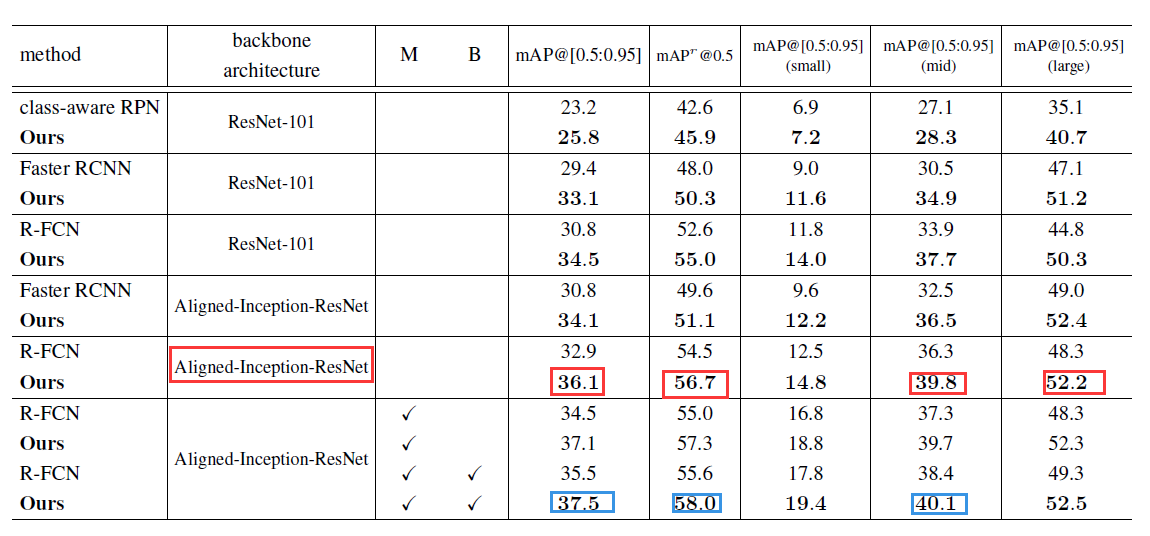 method backbone architecture M B mAP@[0.5:0.95] mAPʳ@0.5 mAP@[0.5:0.95] (small) mAP@[0.5:0.95] (mid) mAP@[0.5:0.95] (large)
class-aware RPN ResNet-101 23.2 42.6 6.9 27.1 35.1
Ours 25.8 45.9 7.2 28.3 40.7
Faster RCNN ResNet-101 29.4 48.0 9.0 30.5 47.1
Ours 33.1 50.3 11.6 34.9 51.2
R-FCN ResNet-101 30.8 52.6 11.8 33.9 44.8
Ours 34.5 55.0 14.0 37.7 50.3
Faster RCNN Aligned-Inception-ResNet 30.8 49.6 9.6 32.5 49.0
Ours 34.1 51.1 12.2 36.5 52.4
R-FCN Aligned-Inception-ResNet 32.9 54.5 12.5 36.3 48.3
Ours 36.1 56.7 14.8 39.8 52.2
R-FCN Aligned-Inception-ResNet ✓ 34.5 55.0 16.8 37.3 48.3
Ours ✓ 37.1 57.3 18.8 39.7 52.3
R-FCN ✓ ✓ 35.5 55.6 17.8 38.4 49.3
Ours ✓ ✓ 37.5 58.0 19.4 40.1 52.5